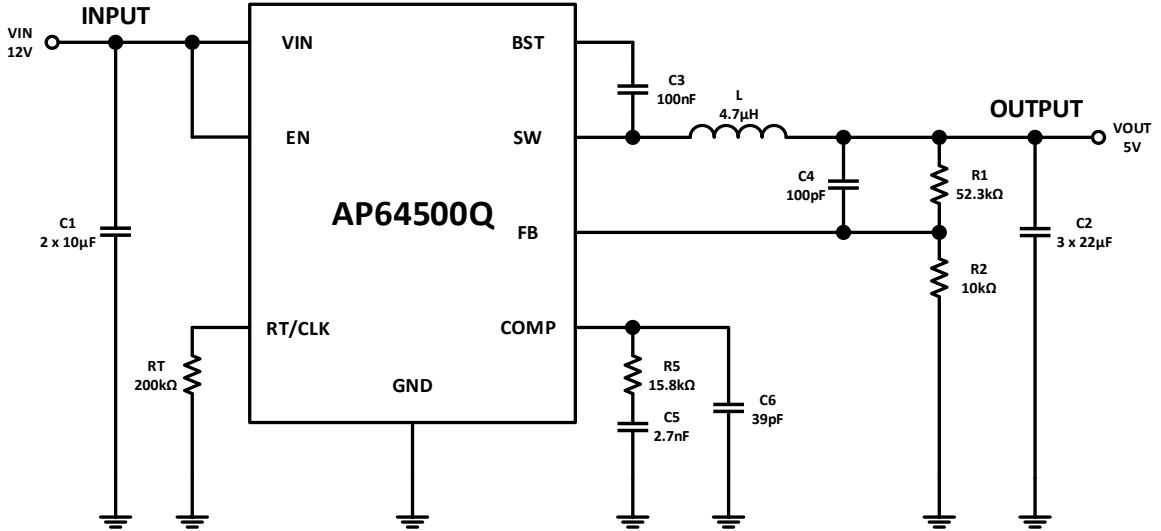 INPUT
VIN
12V
VIN
BST
C3
100nF
L
4.7µH
OUTPUT
VOUT
5V
EN
SW
C4
100pF
R1
52.3kΩ
AP64500Q
FB
C1
2 x 10µF
C2
3 x 22µF
R2
10kΩ
RT/CLK
COMP
RT
200kΩ
GND
R5
15.8kΩ
C5
2.7nF
C6
39pF